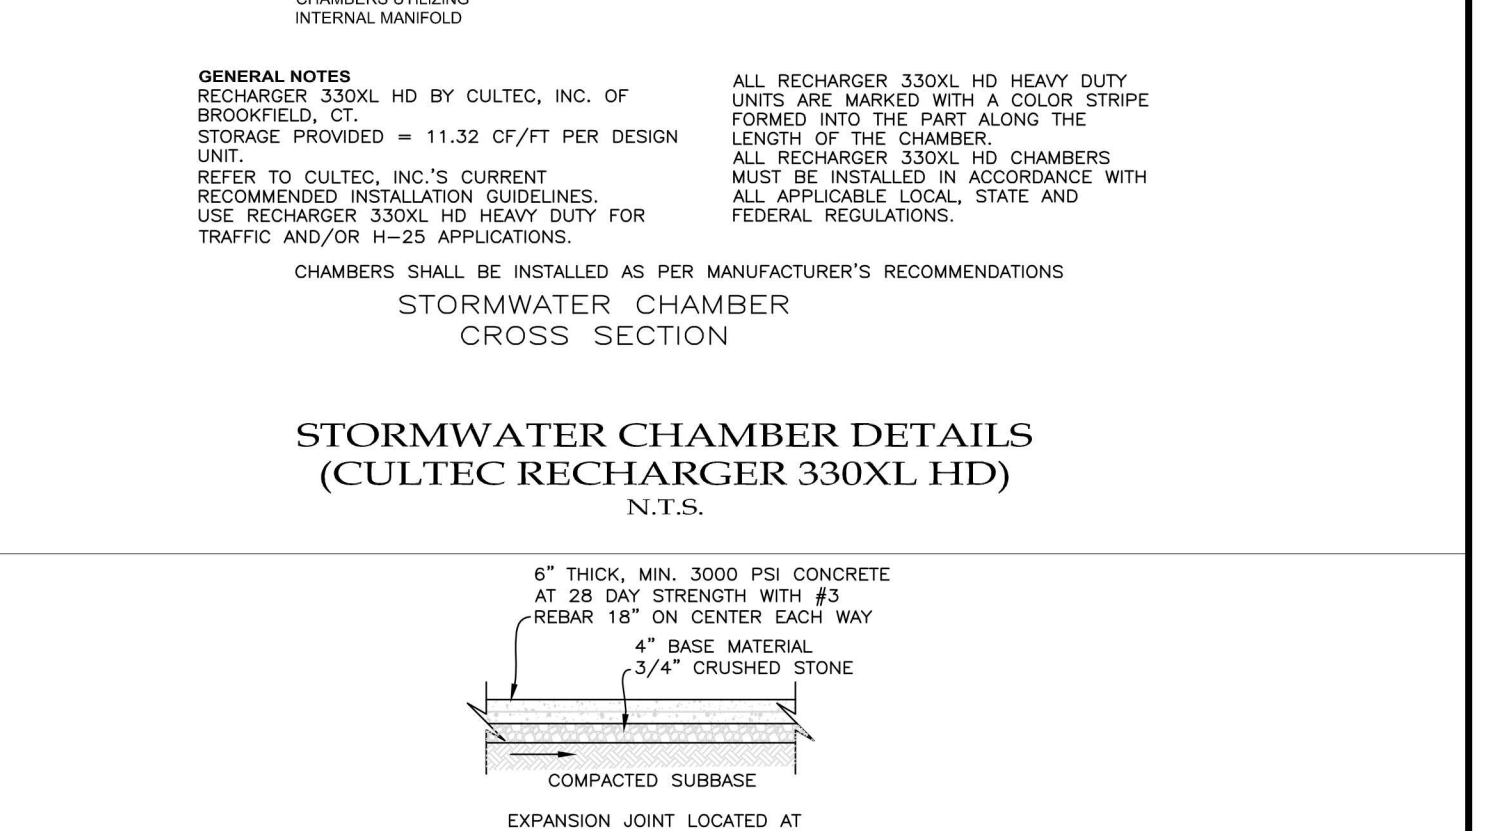 CHAMBERS UTILIZING
INTERNAL MANIFOLD
GENERAL NOTES
RECHARGER 330XL HD BY CULTEC, INC. OF
BROOKFIELD, CT.
STORAGE PROVIDED = 11.32 CF/FT PER DESIGN
UNIT.
REFER TO CULTEC, INC.'S CURRENT
RECOMMENDED INSTALLATION GUIDELINES.
USE RECHARGER 330XL HD HEAVY DUTY FOR
TRAFFIC AND/OR H-25 APPLICATIONS.
ALL RECHARGER 330XL HD HEAVY DUTY
UNITS ARE MARKED WITH A COLOR STRIPE
FORMED INTO THE PART ALONG THE
LENGTH OF THE CHAMBER.
ALL RECHARGER 330XL HD CHAMBERS
MUST BE INSTALLED IN ACCORDANCE WITH
ALL APPLICABLE LOCAL, STATE AND
FEDERAL REGULATIONS.
CHAMBERS SHALL BE INSTALLED AS PER MANUFACTURER'S RECOMMENDATIONS
STORMWATER CHAMBER
CROSS SECTION
STORMWATER CHAMBER DETAILS
(CULTEC RECHARGER 330XL HD)
N.T.S.
6" THICK, MIN. 3000 PSI CONCRETE
AT 28 DAY STRENGTH WITH #3
REBAR 18" ON CENTER EACH WAY
4" BASE MATERIAL
3/4" CRUSHED STONE
COMPACTED SUBBASE
EXPANSION JOINT LOCATED AT